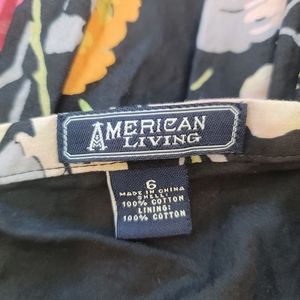 AMERICAN
LIVING
6
MADE IN CHINA
SHELL:
100% COTTON
LINING:
100% COTTON